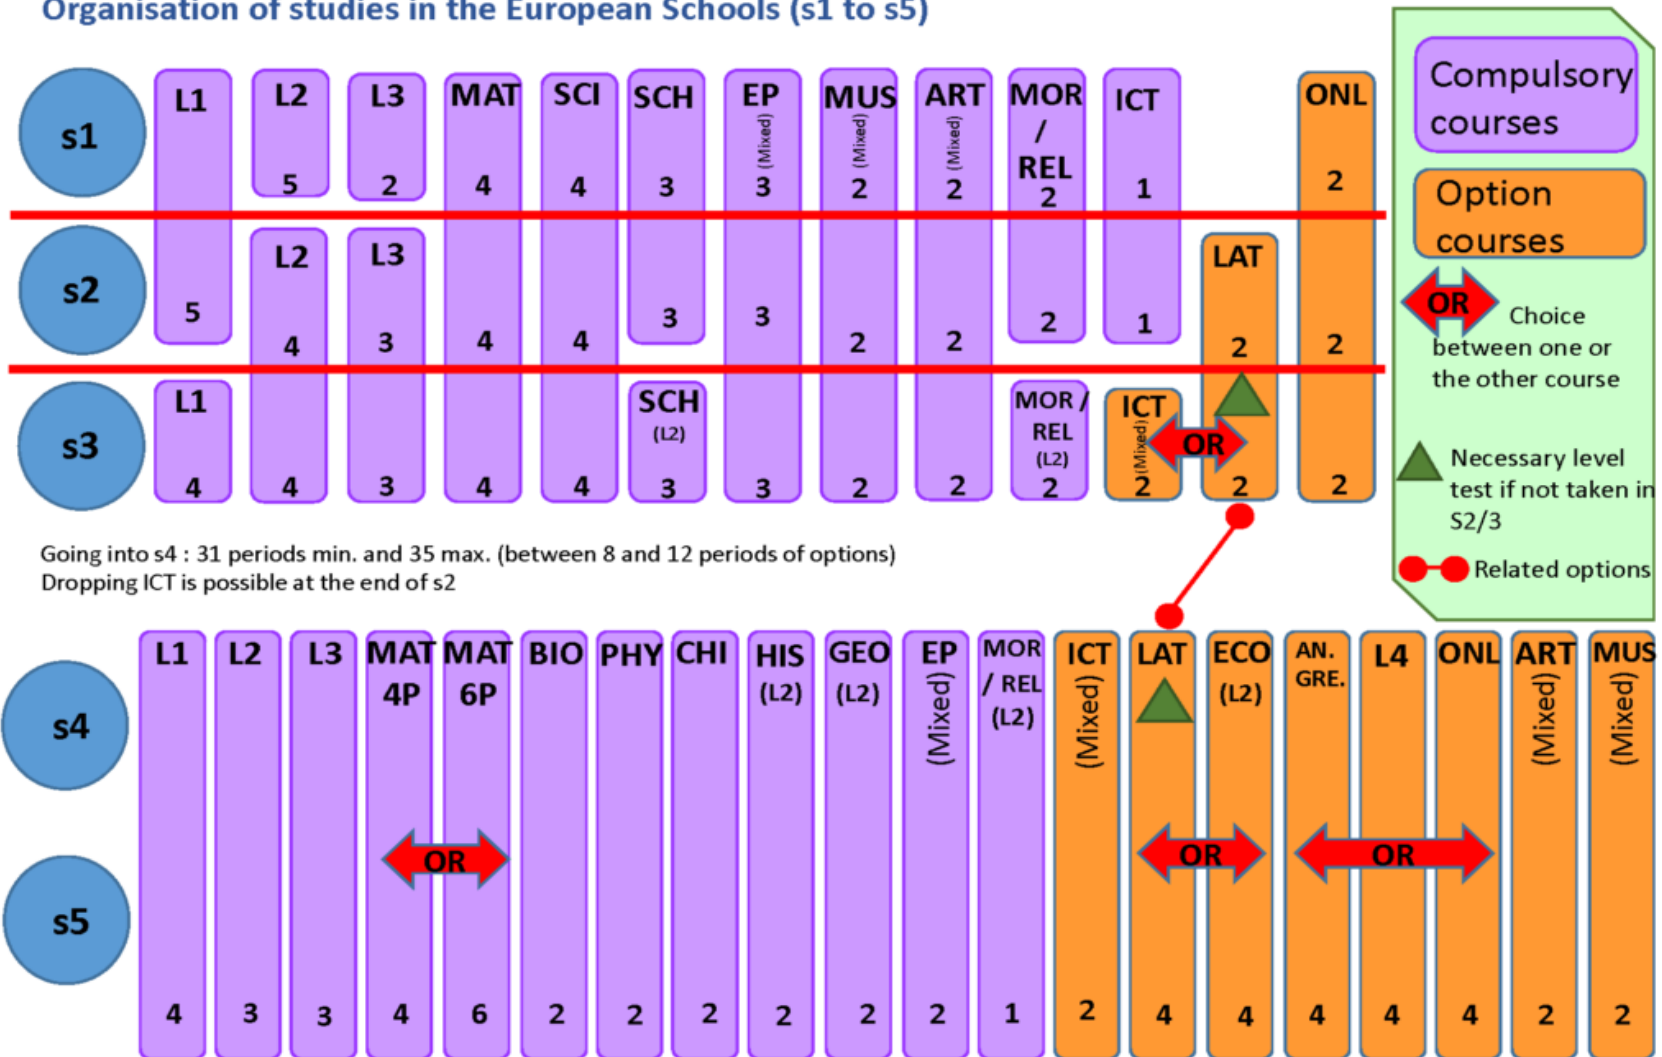 Organisation of studies in the European Schools (s1 to s5)
s1
L1
L2
L3
MAT
SCI
SCH
EP
(Mixed)
MUS
(Mixed)
ART
(Mixed)
MOR
/
REL
ICT
ONL
5
2
4
4
3
3
2
2
2
1
2
s2
L2
L3
LAT
5
4
3
4
4
3
3
2
2
2
1
2
2
s3
L1
SCH
(L2)
MOR /
REL
(L2)
ICT
(Mixed)
OR
4
4
3
4
4
3
3
2
2
2
2
2
2
Compulsory
courses
Option
courses
OR
Choice
between one or
the other course
Necessary level
test if not taken in
S2/3
Related options
Going into s4 : 31 periods min. and 35 max. (between 8 and 12 periods of options)
Dropping ICT is possible at the end of s2
s4
L1
L2
L3
MAT
4P
MAT
6P
BIO
PHY
CHI
HIS
(L2)
GEO
(L2)
EP
(Mixed)
MOR
/ REL
(L2)
ICT
(Mixed)
LAT
ECO
(L2)
AN.
GRE.
L4
ONL
ART
(Mixed)
MUS
(Mixed)
OR
OR
OR
s5
4
3
3
4
6
2
2
2
2
2
2
1
2
4
4
4
4
4
2
2